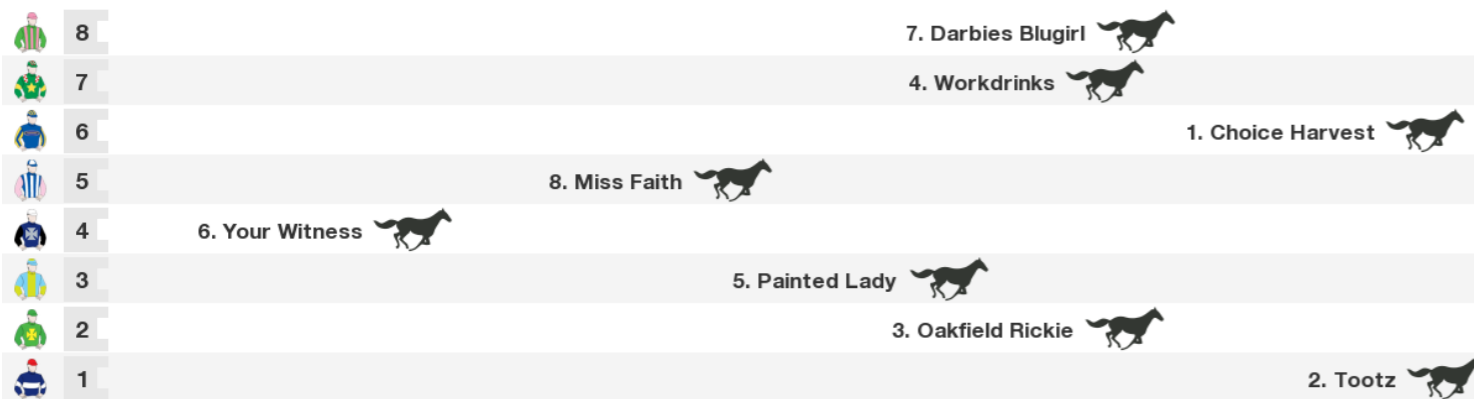 8 7. Darbies Blugirl
7 4. Workdrinks
6 1. Choice Harvest
5 8. Miss Faith
4 6. Your Witness
3 5. Painted Lady
2 3. Oakfield Rickie
1 2. Tootz